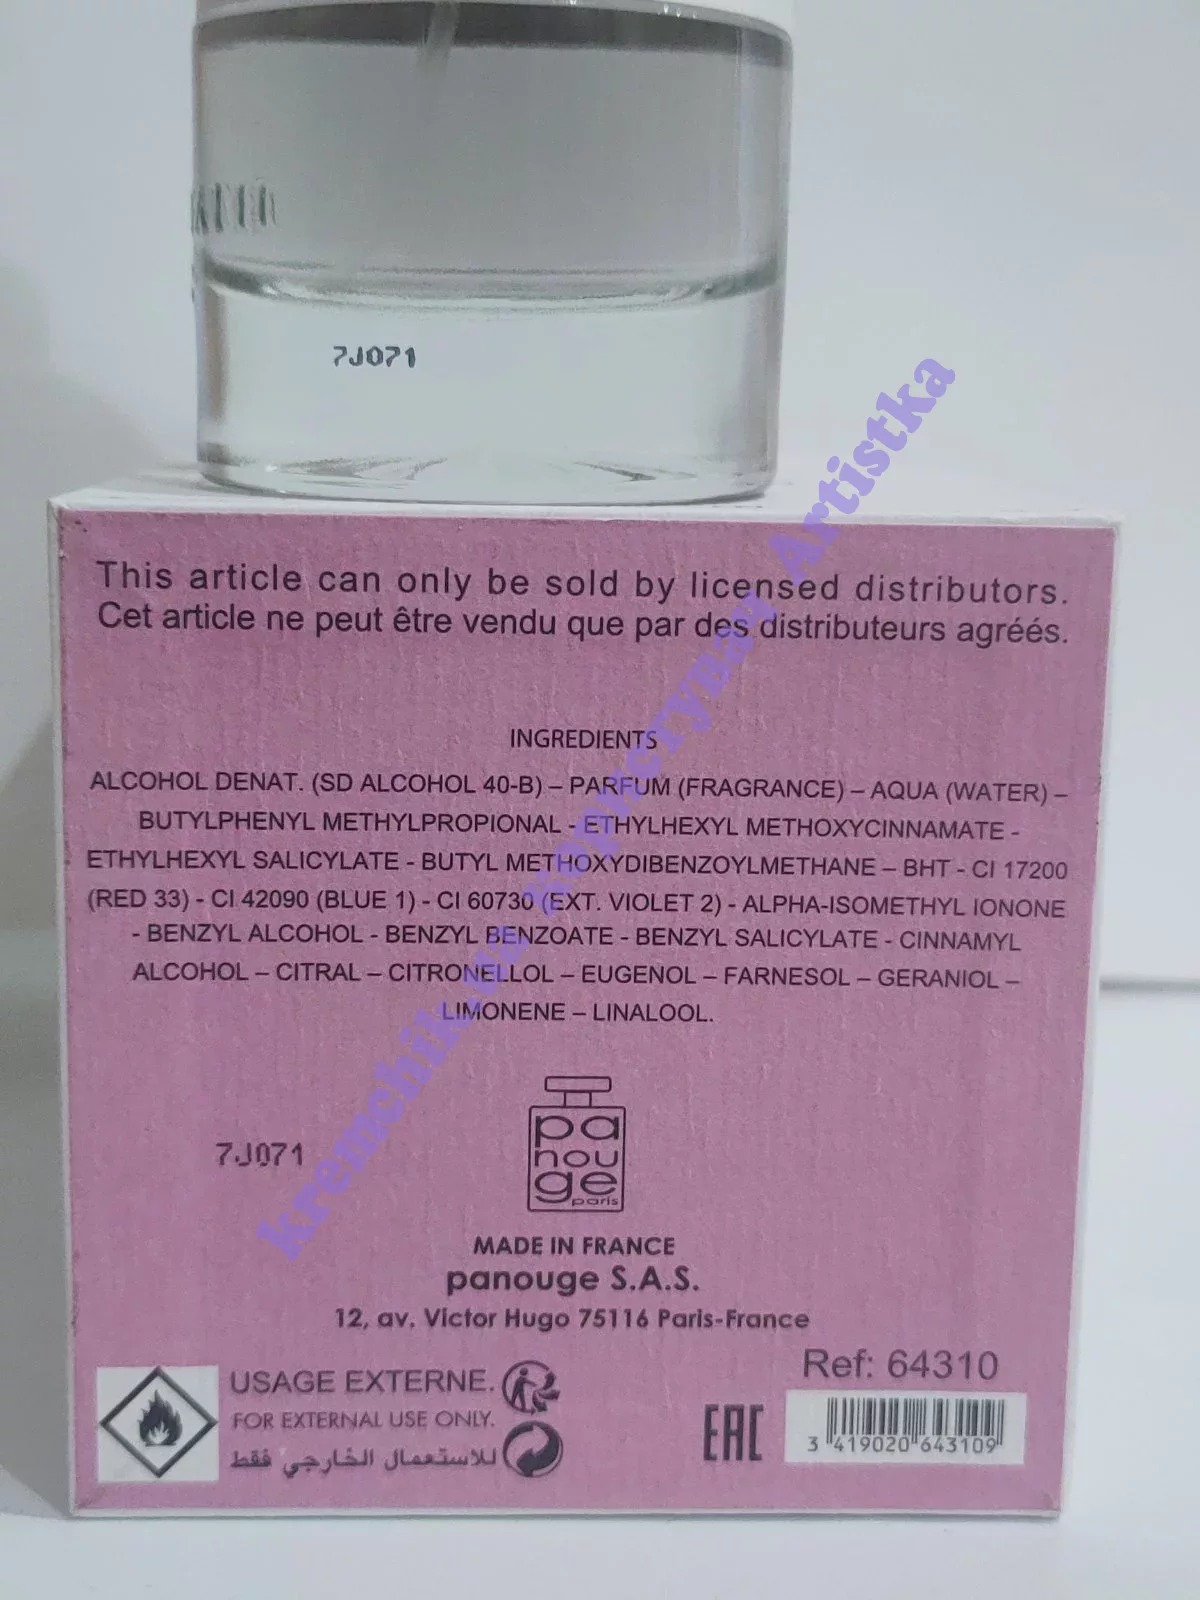 7J071
This article can only be sold by licensed distributors.
Cet article ne peut être vendu que par des distributeurs agréés.
INGREDIENTS
ALCOHOL DENAT. (SD ALCOHOL 40-B) – PARFUM (FRAGRANCE) – AQUA (WATER) –
BUTYLPHENYL METHYLPROPIONAL - ETHYLHEXYL METHOXYCINNAMATE -
ETHYLHEXYL SALICYLATE - BUTYL METHOXYDIBENZOYLMETHANE – BHT - CI 17200
(RED 33) - CI 42090 (BLUE 1) - CI 60730 (EXT. VIOLET 2) - ALPHA-ISOMETHYL IONONE
- BENZYL ALCOHOL - BENZYL BENZOATE - BENZYL SALICYLATE - CINNAMYL
ALCOHOL – CITRAL – CITRONELLOL – EUGENOL – FARNESOL – GERANIOL –
LIMONENE – LINALOOL.
7J071
pa
nou
ge
paris
MADE IN FRANCE
panouge S.A.S.
12, av. Victor Hugo 75116 Paris-France
USAGE EXTERNE.
FOR EXTERNAL USE ONLY.
للاستعمال الخارجي فقط
Ref: 64310
EAC
3 419020 643109
Artistka